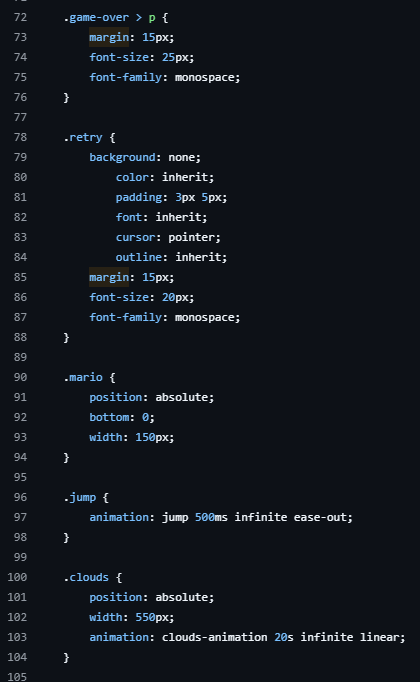 72 .game-over > p {
73 margin: 15px;
74 font-size: 25px;
75 font-family: monospace;
76 }
77
78 .retry {
79 background: none;
80 color: inherit;
81 padding: 3px 5px;
82 font: inherit;
83 cursor: pointer;
84 outline: inherit;
85 margin: 15px;
86 font-size: 20px;
87 font-family: monospace;
88 }
89
90 .mario {
91 position: absolute;
92 bottom: 0;
93 width: 150px;
94 }
95
96 .jump {
97 animation: jump 500ms infinite ease-out;
98 }
99
100 .clouds {
101 position: absolute;
102 width: 550px;
103 animation: clouds-animation 20s infinite linear;
104 }
105